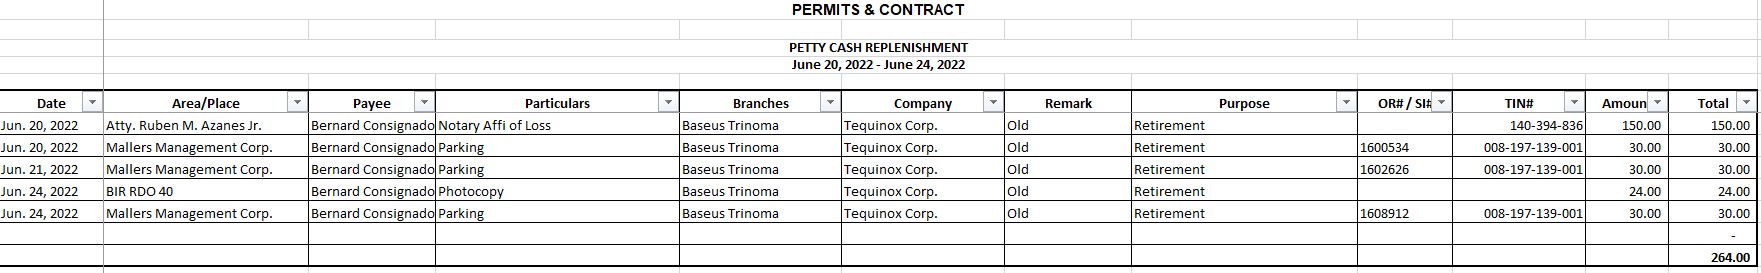 PERMITS & CONTRACT
PETTY CASH REPLENISHMENT
June 20, 2022 - June 24, 2022
Date Area/Place Payee Particulars Branches Company Remark Purpose OR# / SI# TIN# Amoun Total
Jun. 20, 2022 Atty. Ruben M. Azanes Jr. Bernard Consignado Notary Affi of Loss Baseus Trinoma Tequinox Corp. Old Retirement 140-394-836 150.00 150.00
Jun. 20, 2022 Mallers Management Corp. Bernard Consignado Parking Baseus Trinoma Tequinox Corp. Old Retirement 1600534 008-197-139-001 30.00 30.00
Jun. 21, 2022 Mallers Management Corp. Bernard Consignado Parking Baseus Trinoma Tequinox Corp. Old Retirement 1602626 008-197-139-001 30.00 30.00
Jun. 24, 2022 BIR RDO 40 Bernard Consignado Photocopy Baseus Trinoma Tequinox Corp. Old Retirement 24.00 24.00
Jun. 24, 2022 Mallers Management Corp. Bernard Consignado Parking Baseus Trinoma Tequinox Corp. Old Retirement 1608912 008-197-139-001 30.00 30.00
-
264.00